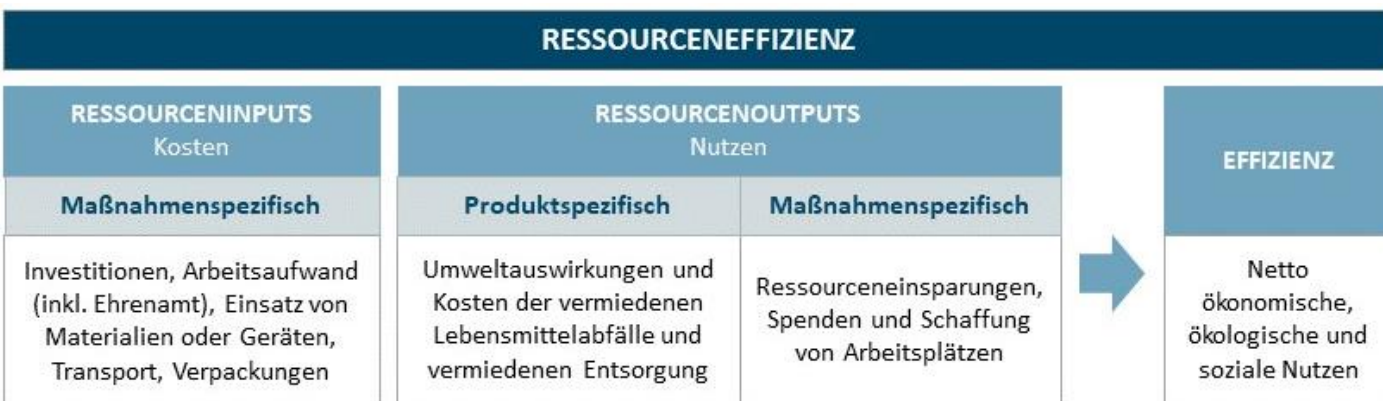 RESSOURCENEFFIZIENZ
RESSOURCENINPUTS
Kosten
Maßnahmenspezifisch
Investitionen, Arbeitsaufwand
(inkl. Ehrenamt), Einsatz von
Materialien oder Geräten,
Transport, Verpackungen
RESSOURCENOUTPUTS
Nutzen
Produktspezifisch
Umweltauswirkungen und
Kosten der vermiedenen
Lebensmittelabfälle und
vermiedenen Entsorgung
Maßnahmenspezifisch
Ressourceneinsparungen,
Spenden und Schaffung
von Arbeitsplätzen
EFFIZIENZ
Netto
ökonomische,
ökologische und
soziale Nutzen